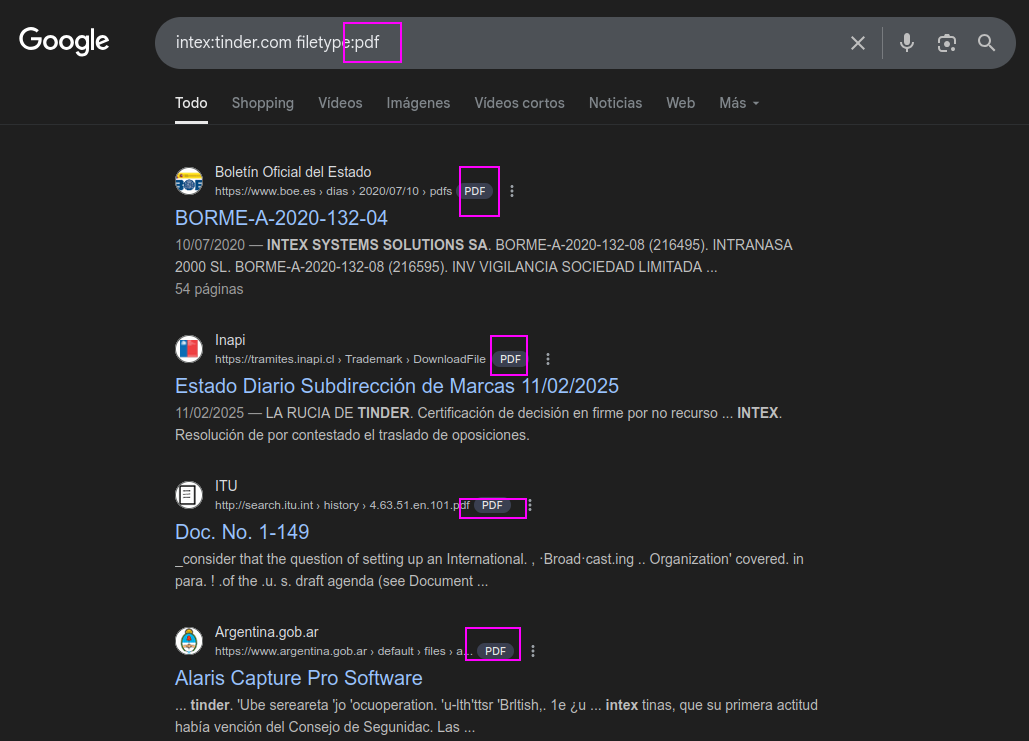 Google
intex:tinder.com filetype:pdf
Todo Shopping Vídeos Imágenes Vídeos cortos Noticias Web Más
Boletín Oficial del Estado
https://www.boe.es › dias › 2020/07/10 › pdfs PDF
BORME-A-2020-132-04
10/07/2020 — INTEX SYSTEMS SOLUTIONS SA. BORME-A-2020-132-08 (216495). INTRANASA
2000 SL. BORME-A-2020-132-08 (216595). INV VIGILANCIA SOCIEDAD LIMITADA ...
54 páginas
Inapi
https://tramites.inapi.cl › Trademark › DownloadFile PDF
Estado Diario Subdirección de Marcas 11/02/2025
11/02/2025 — LA RUCIA DE TINDER. Certificación de decisión en firme por no recurso ... INTEX.
Resolución de por contestado el traslado de oposiciones.
ITU
http://search.itu.int › history › 4.63.51.en.101.pdf PDF
Doc. No. 1-149
_consider that the question of setting up an International. , ·Broad·cast.ing .. Organization' covered. in
para. ! .of the .u. s. draft agenda (see Document ...
Argentina.gob.ar
https://www.argentina.gob.ar › default › files › a... PDF
Alaris Capture Pro Software
... tinder. 'Ube sereareta 'jo 'ocuoperation. 'u-lth'ttsr 'Brltish,. 1e ¿u ... intex tinas, que su primera actitud
había vención del Consejo de Segunidac. Las ...